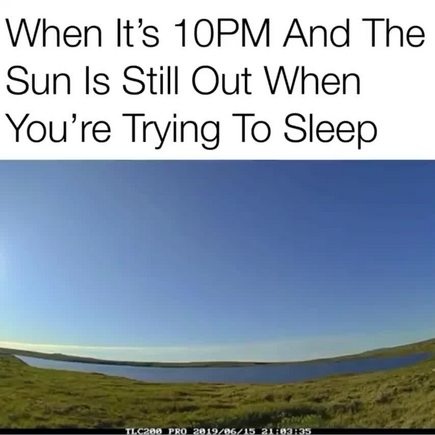 When It's 10PM And The
Sun Is Still Out When
You're Trying To Sleep
TLC200 PRO 2019/06/15 21:03:35